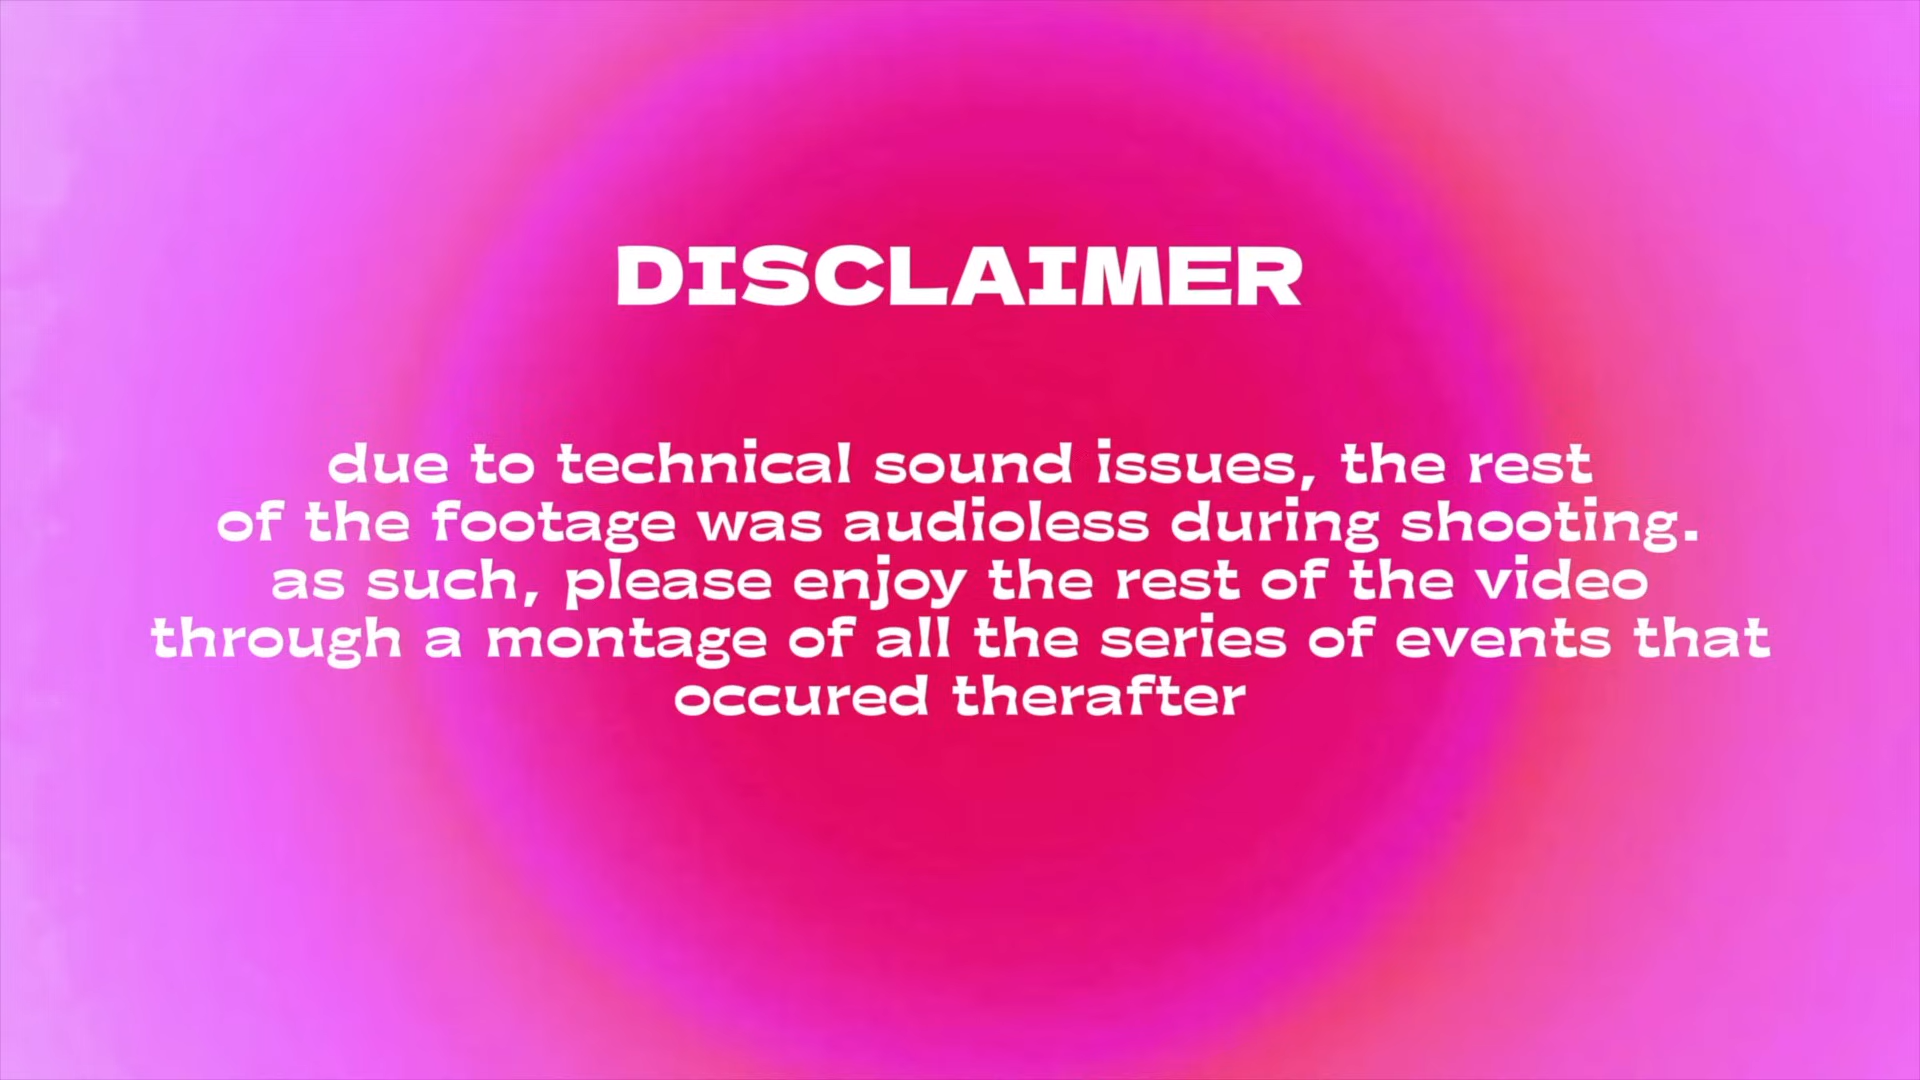 DISCLAIMER
due to technical sound issues, the rest
of the footage was audioless during shooting.
as such, please enjoy the rest of the video
through a montage of all the series of events that
occured therafter